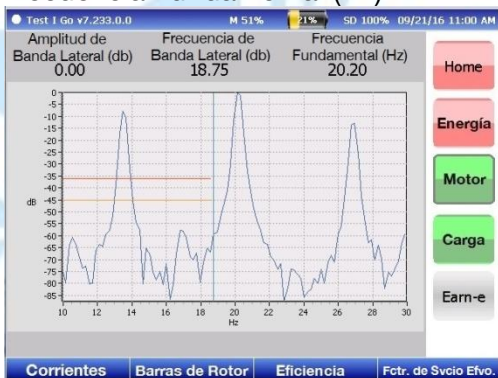 Test I Go v7.233.0.0 M 51% 21% SD 100% 09/21/16 11:00 AM
Amplitud de
Banda Lateral (db)
0.00
Frecuencia de
Banda Lateral (db)
18.75
Frecuencia
Fundamental (Hz)
20.20
Home
Energía
Motor
Carga
Earn-e
0
-5
-10
-15
-20
-25
-30
-35
dB -40
-45
-50
-55
-60
-65
-70
-75
-80
-85
10 12 14 16 18 20 22 24 26 28 30
Hz
Corrientes Barras de Rotor Eficiencia Fctr. de Svcio Efvo.